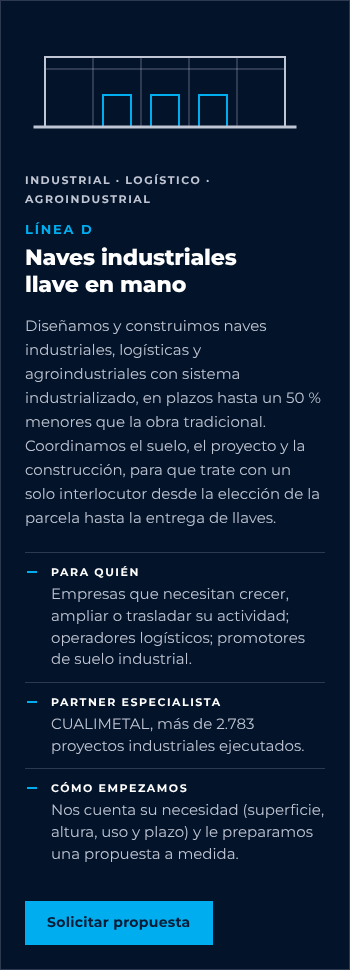 INDUSTRIAL · LOGÍSTICO ·
AGROINDUSTRIAL
LÍNEA D
Naves industriales
llave en mano
Diseñamos y construimos naves
industriales, logísticas y
agroindustriales con sistema
industrializado, en plazos hasta un 50 %
menores que la obra tradicional.
Coordinamos el suelo, el proyecto y la
construcción, para que trate con un
solo interlocutor desde la elección de la
parcela hasta la entrega de llaves.
PARA QUIÉN
Empresas que necesitan crecer,
ampliar o trasladar su actividad;
operadores logísticos; promotores
de suelo industrial.
PARTNER ESPECIALISTA
CUALIMETAL, más de 2.783
proyectos industriales ejecutados.
CÓMO EMPEZAMOS
Nos cuenta su necesidad (superficie,
altura, uso y plazo) y le preparamos
una propuesta a medida.
Solicitar propuesta